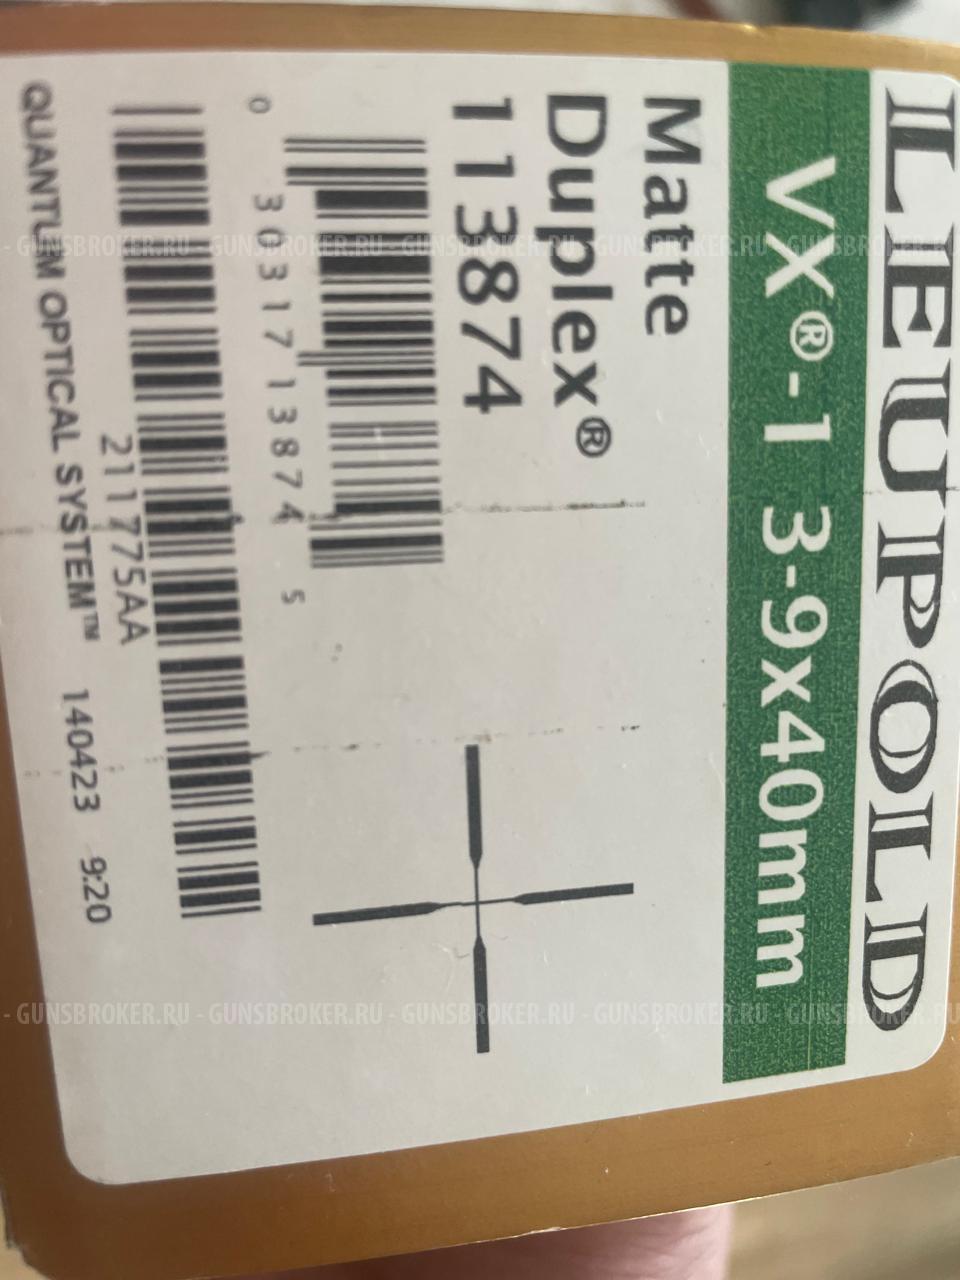 LEUPOLD
VX®-1 3-9x40mm
Matte
Duplex®
113874
0 30317 13874 5
211775AA
QUANTUM OPTICAL SYSTEM™ 140423 9:20
- GUNSBROKER.RU - GUNSBROKER.RU - GUNSBROKER.RU - GUNSBROKER.RU - GUNSBROKER.RU
- GUNSBROKER.RU - GUNSBROKER.RU - GUNSBROKER.RU - GUNSBROKER.RU - GUNSBROKER.RU